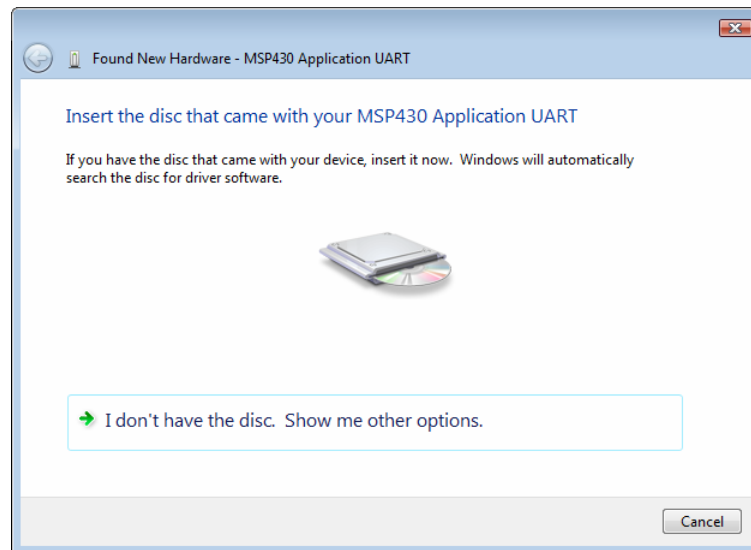 Found New Hardware - MSP430 Application UART
Insert the disc that came with your MSP430 Application UART
If you have the disc that came with your device, insert it now.  Windows will automatically
search the disc for driver software.
I don't have the disc.  Show me other options.
Cancel